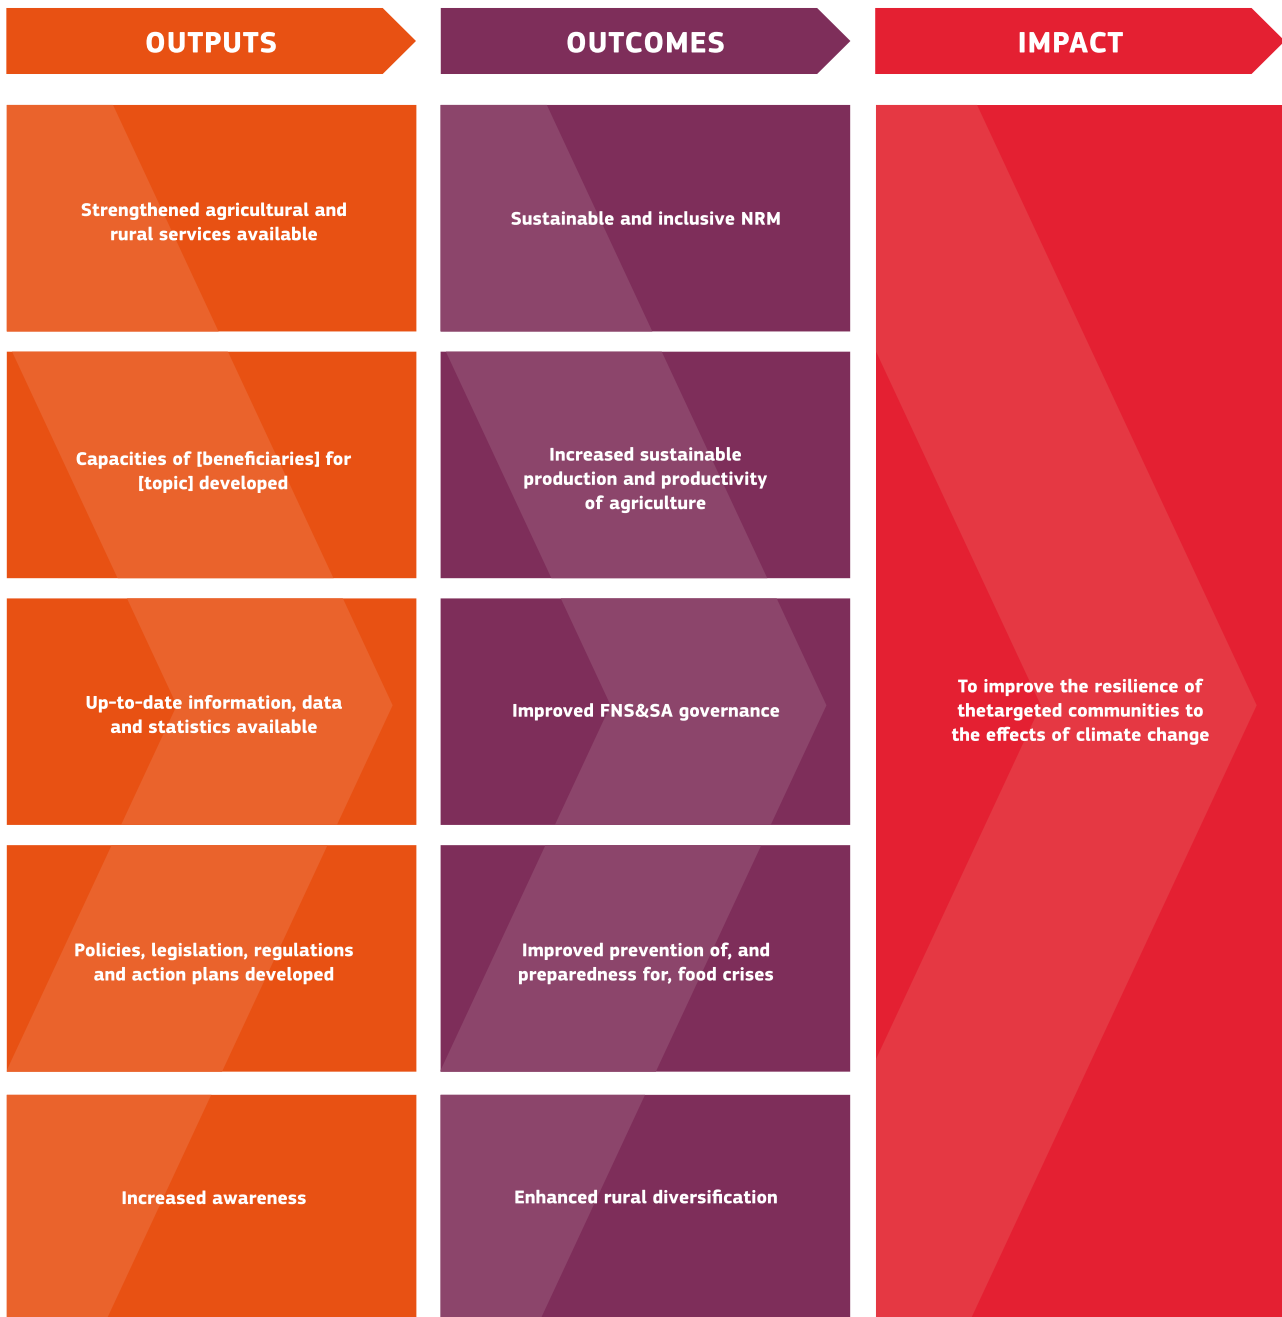 OUTPUTS
OUTCOMES
IMPACT
Strengthened agricultural and
rural services available
Sustainable and inclusive NRM
Capacities of [beneficiaries] for
[topic] developed
Increased sustainable
production and productivity
of agriculture
Up-to-date information, data
and statistics available
Improved FNS&SA governance
To improve the resilience of
thetargeted communities to
the effects of climate change
Policies, legislation, regulations
and action plans developed
Improved prevention of, and
preparedness for, food crises
Increased awareness
Enhanced rural diversification